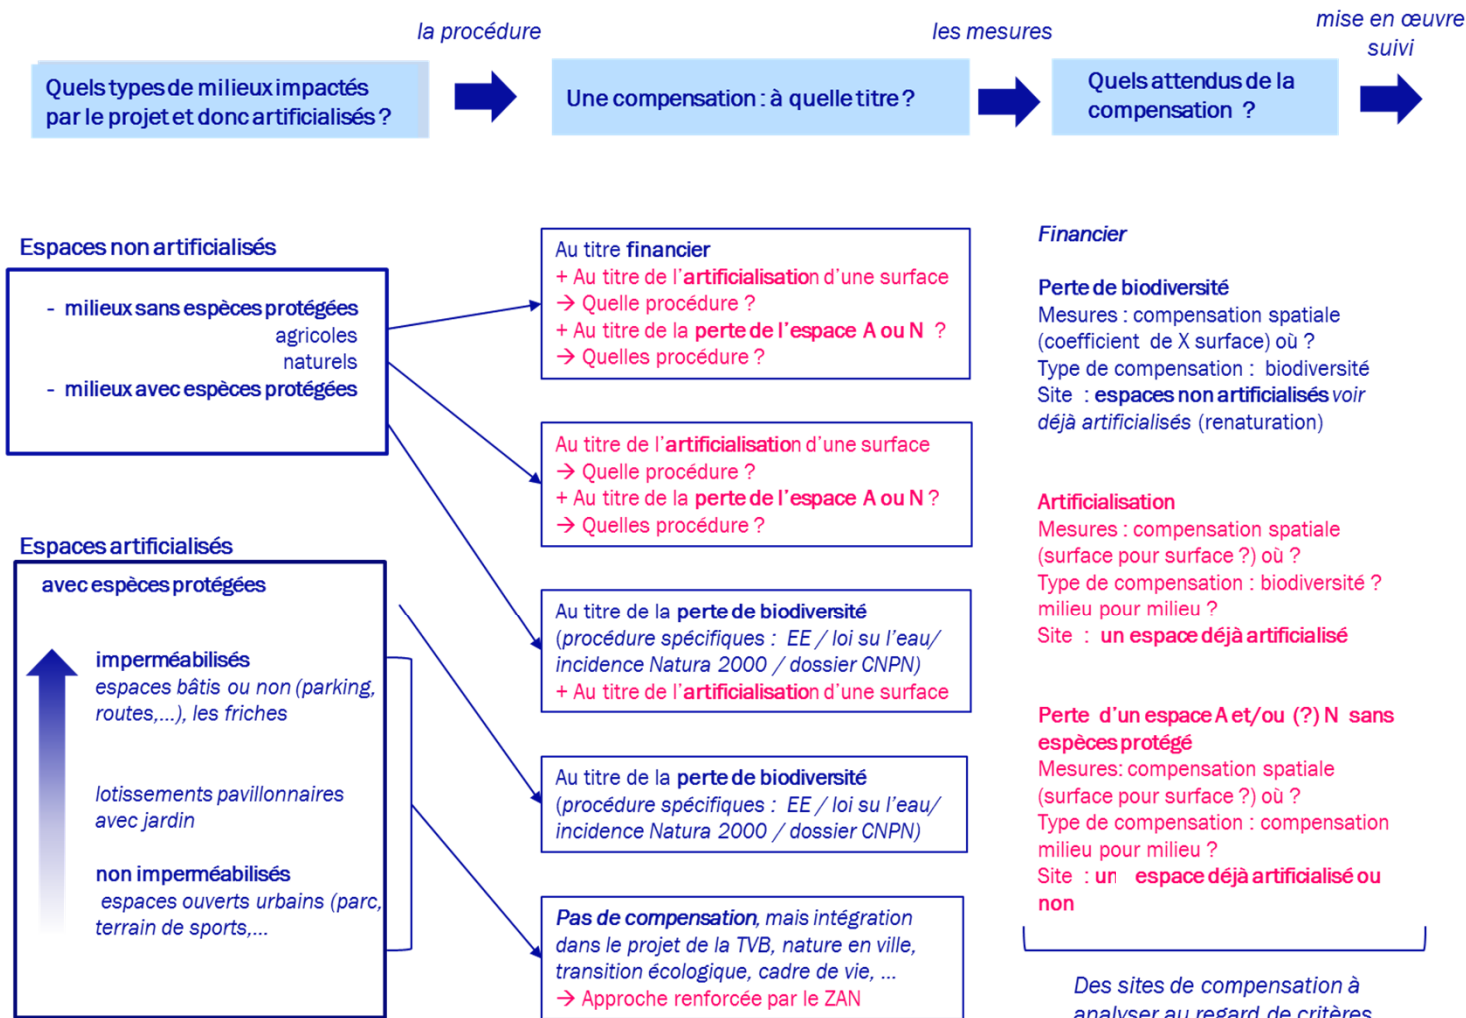 la procédure
les mesures
mise en œuvre
suivi
Quels types de milieux impactés
par le projet et donc artificialisés ?
Une compensation : à quelle titre ?
Quels attendus de la
compensation ?
Espaces non artificialisés
- milieux sans espèces protégées
agricoles
naturels
- milieux avec espèces protégées
Espaces artificialisés
avec espèces protégées
imperméabilisés
espaces bâtis ou non (parking,
routes,...), les friches
lotissements pavillonnaires
avec jardin
non imperméabilisés
espaces ouverts urbains (parc,
terrain de sports,...
Au titre financier
+ Au titre de l'artificialisation d'une surface
→ Quelle procédure ?
+ Au titre de la perte de l'espace A ou N ?
→ Quelles procédure ?
Au titre de l'artificialisation d'une surface
→ Quelle procédure ?
+ Au titre de la perte de l'espace A ou N ?
→ Quelles procédure ?
Au titre de la perte de biodiversité
(procédure spécifiques : EE / loi su l'eau/
incidence Natura 2000 / dossier CNPN)
+ Au titre de l'artificialisation d'une surface
Au titre de la perte de biodiversité
(procédure spécifiques : EE / loi su l'eau/
incidence Natura 2000 / dossier CNPN)
Pas de compensation, mais intégration
dans le projet de la TVB, nature en ville,
transition écologique, cadre de vie, ...
→ Approche renforcée par le ZAN
Financier
Perte de biodiversité
Mesures : compensation spatiale
(coefficient de X surface) où ?
Type de compensation : biodiversité
Site : espaces non artificialisés voir
déjà artificialisés (renaturation)
Artificialisation
Mesures : compensation spatiale
(surface pour surface ?) où ?
Type de compensation : biodiversité ?
milieu pour milieu ?
Site : un espace déjà artificialisé
Perte d'un espace A et/ou (?) N sans
espèces protégé
Mesures: compensation spatiale
(surface pour surface ?) où ?
Type de compensation : compensation
milieu pour milieu ?
Site : un espace déjà artificialisé ou
non
Des sites de compensation à
analyser au regard de critères